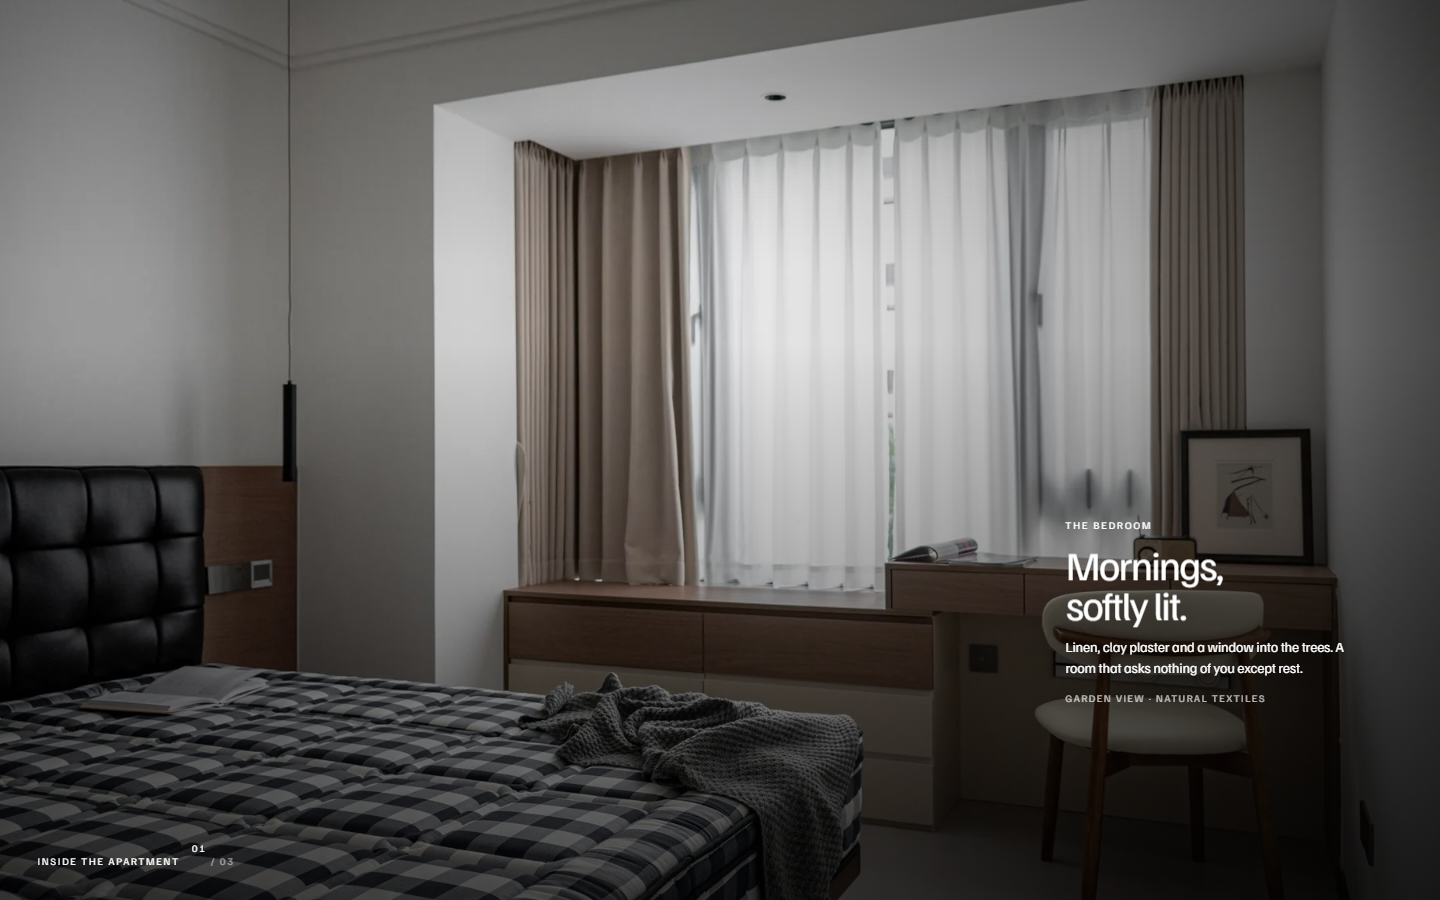 THE BEDROOM
Mornings,
softly lit.
Linen, clay plaster and a window into the trees. A
room that asks nothing of you except rest.
GARDEN VIEW · NATURAL TEXTILES
INSIDE THE APARTMENT 01 / 03